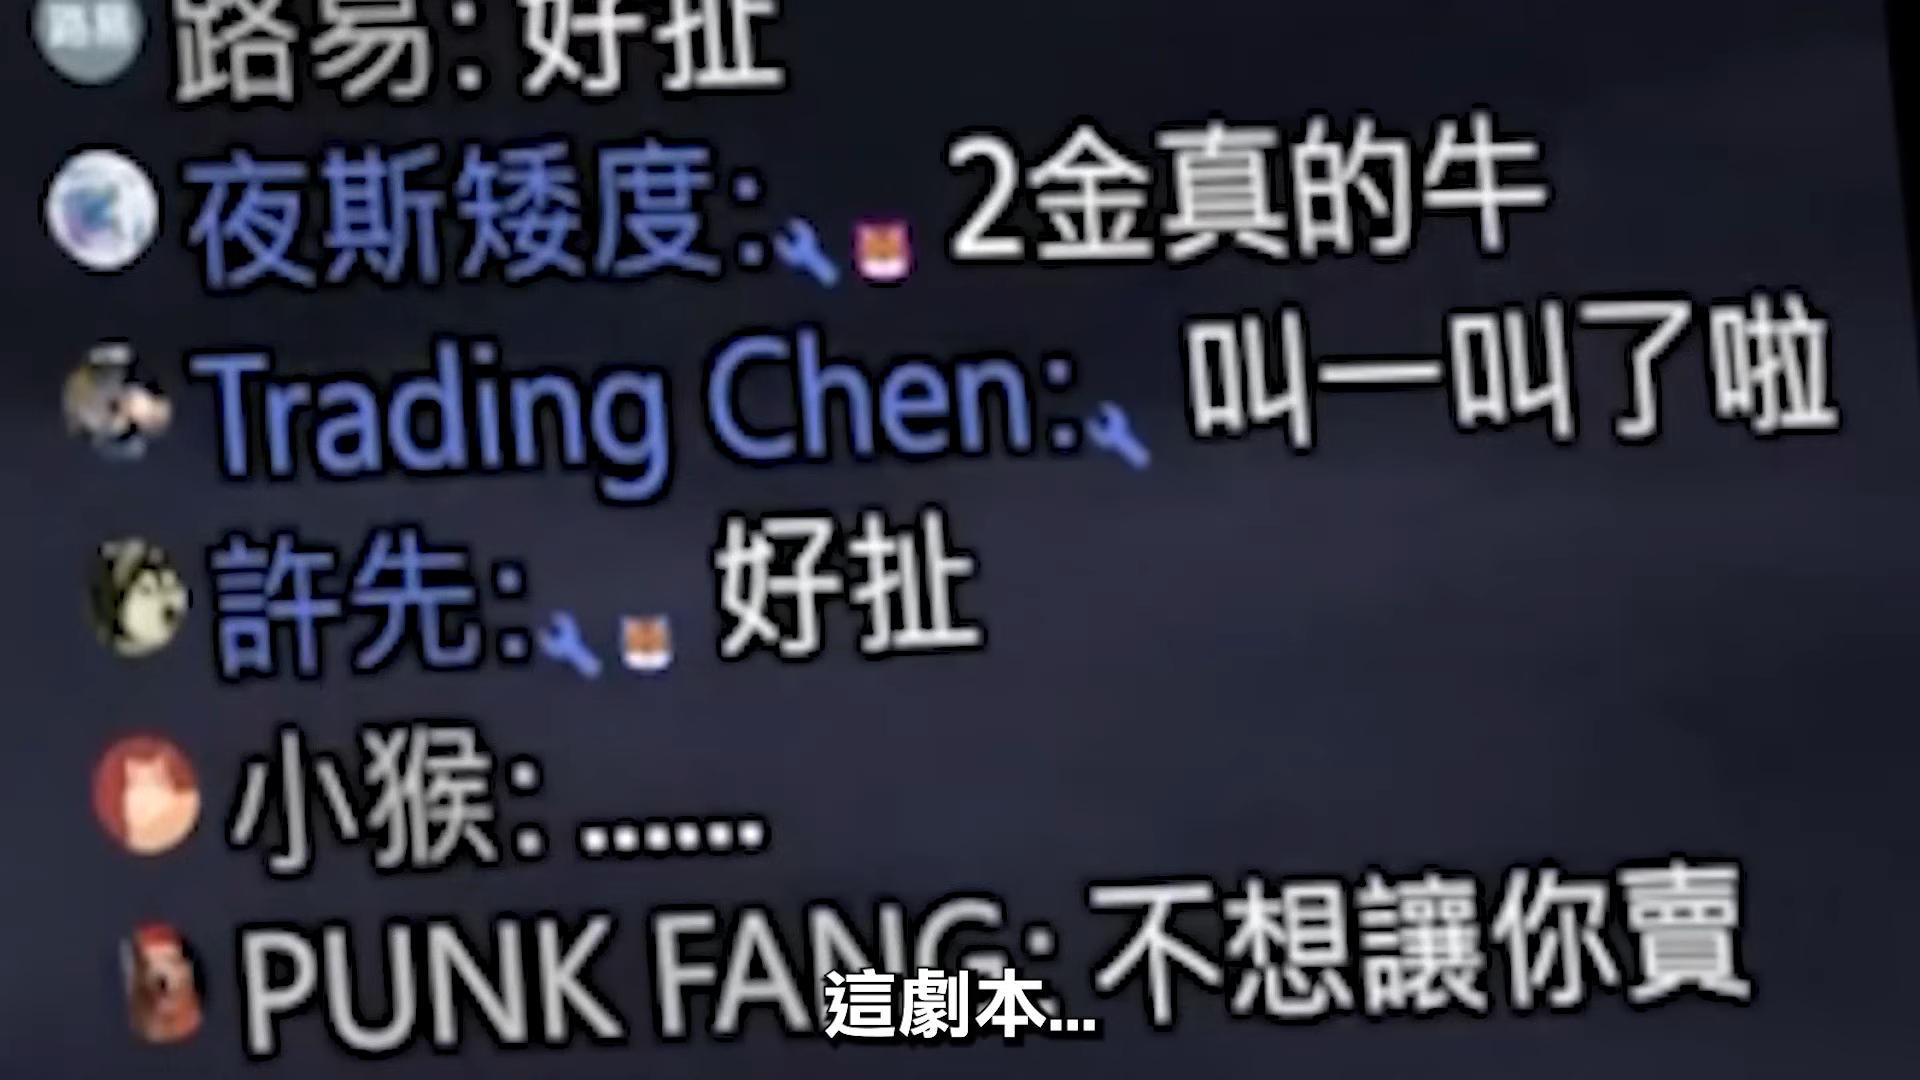 路易: 好扯
夜斯矮度: 2金真的牛
Trading Chen: 叫一叫了啦
許先: 好扯
小猴: ......
PUNK FANG: 不想讓你賣
這劇本...